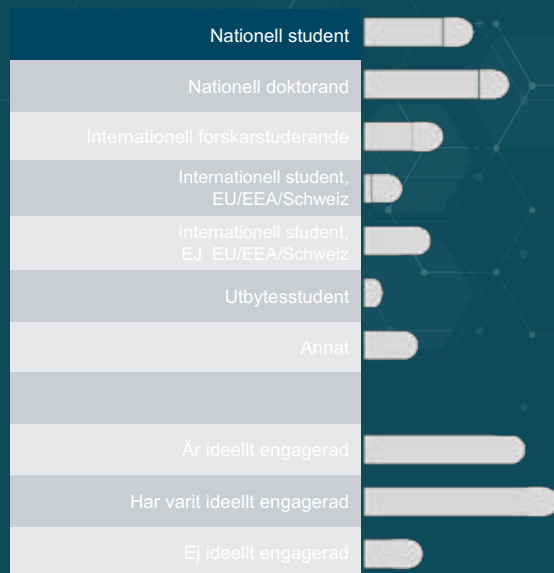 Nationell student
Nationell doktorand
Internationell forskarstuderande
Internationell student,
EU/EEA/Schweiz
Internationell student,
EJ EU/EEA/Schweiz
Utbytesstudent
Annat
Är ideellt engagerad
Har varit ideellt engagerad
Ej ideellt engagerad